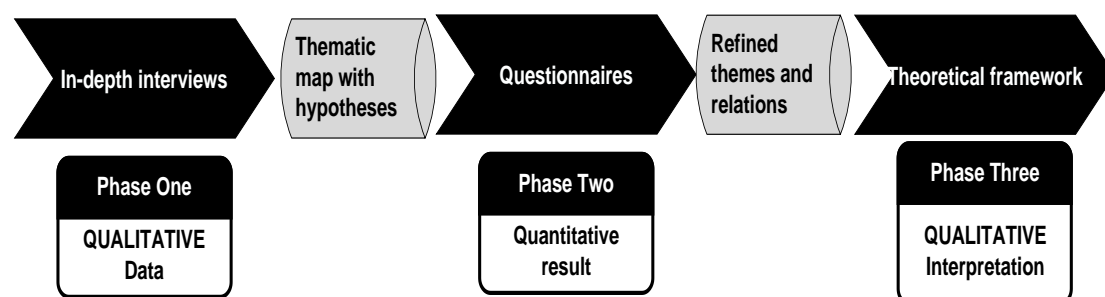 In-depth interviews
Thematic
map with
hypotheses
Questionnaires
Refined
themes and
relations
Theoretical framework
Phase One
QUALITATIVE
Data
Phase Two
Quantitative
result
Phase Three
QUALITATIVE
Interpretation